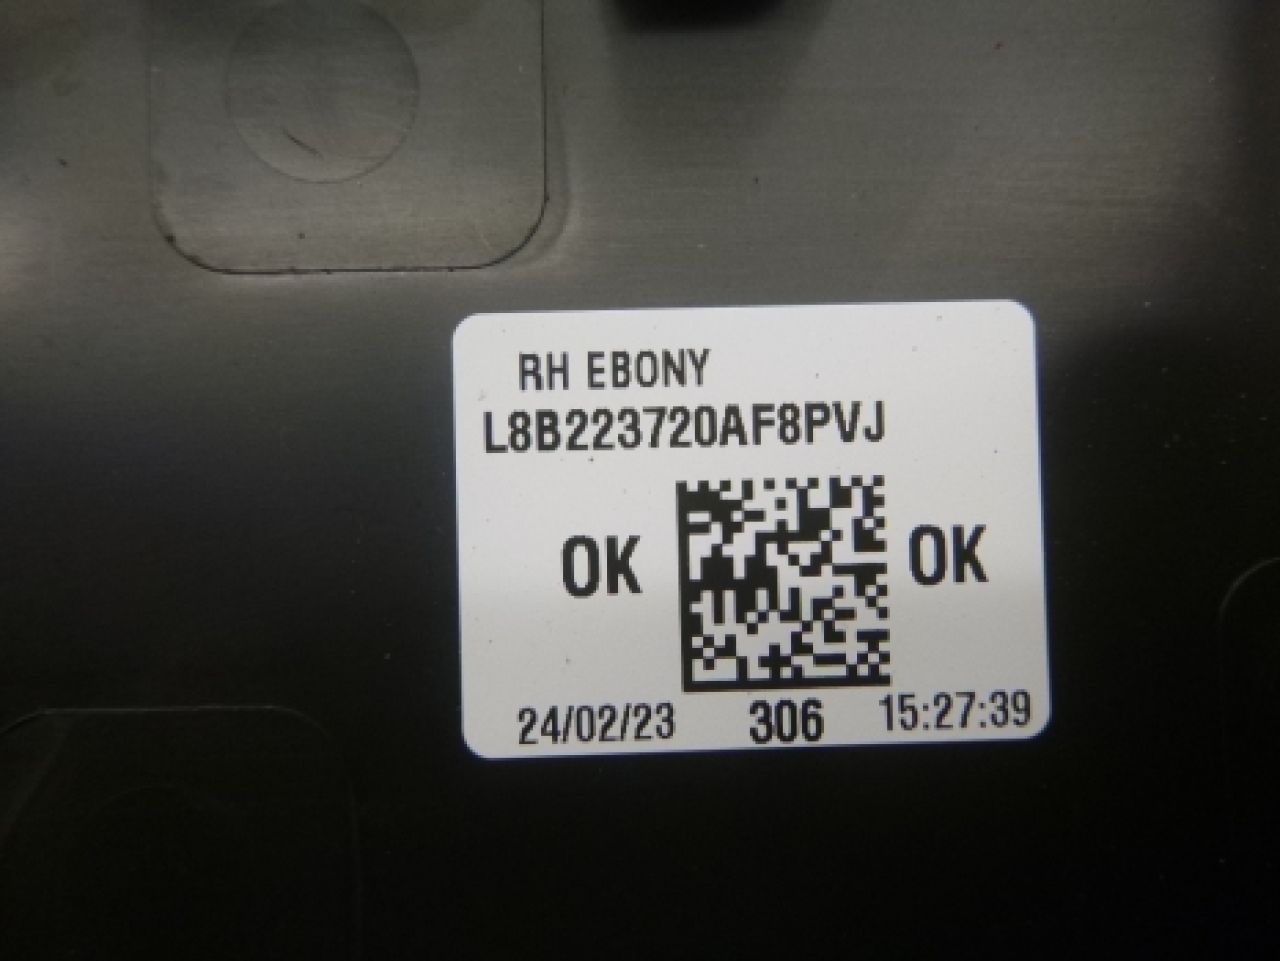 RH EBONY
L8B223720AF8PVJ
OK OK
24/02/23 306 15:27:39